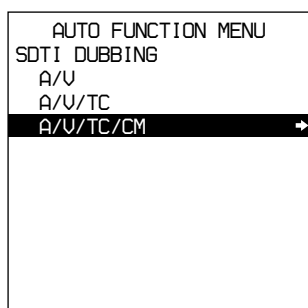 AUTO FUNCTION MENU
SDTI DUBBING
A/V
A/V/TC
A/V/TC/CM ➡